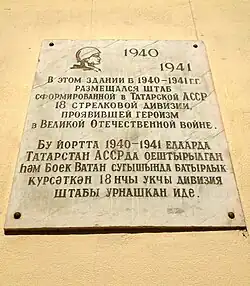 1940
1941
В ЭТОМ ЗДАНИИ В 1940-1941 Г.Г.
РАЗМЕЩАЛСЯ ШТАБ
СФОРМИРОВАННОЙ В ТАТАРСКОЙ АССР
18 СТРЕЛКОВОЙ ДИВИЗИИ,
ПРОЯВИВШЕЙ ГЕРОИЗМ
В ВЕЛИКОЙ ОТЕЧЕСТВЕННОЙ ВОЙНЕ.
БУ ЙОРТТА 1940-1941 ЕЛЛАРДА
ТАТАРСТАН АССРДА ОЕШТЫРЫЛГАН
ҺӘМ БОЕК ВАТАН СУГЫШЫНДА БАТЫРЛЫК
КҮРСӘТКӘН 18 НЧЫ УКЧЫ ДИВИЗИЯ
ШТАБЫ УРНАШКАН ИДЕ.